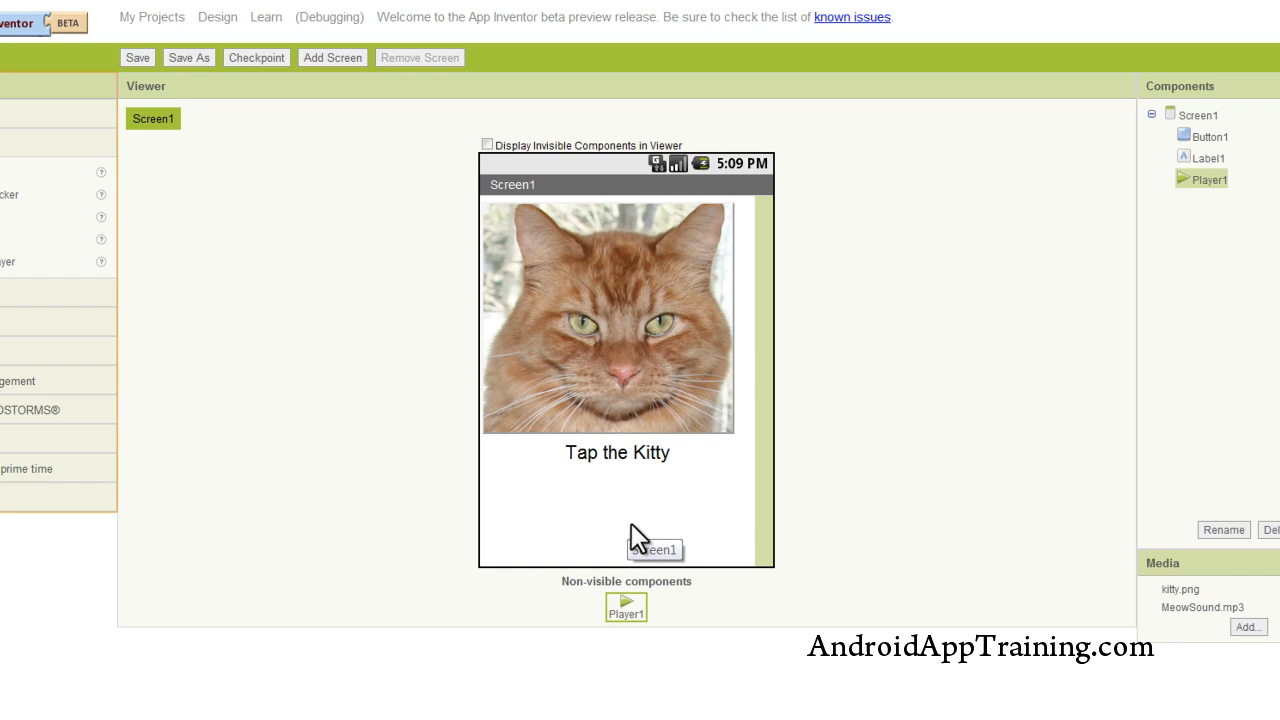 ventor BETA
My Projects Design Learn (Debugging) Welcome to the App Inventor beta preview release. Be sure to check the list of known issues.
Save Save As Checkpoint Add Screen Remove Screen
Viewer
Components
Screen1
Display Invisible Components in Viewer
5:09 PM
Screen1
Tap the Kitty
Screen1
Non-visible components
Player1
cker
ayer
gement
OSTORMS®
prime time
Screen1
Button1
Label1
Player1
Rename Del
Media
kitty.png
MeowSound.mp3
Add...
AndroidAppTraining.com